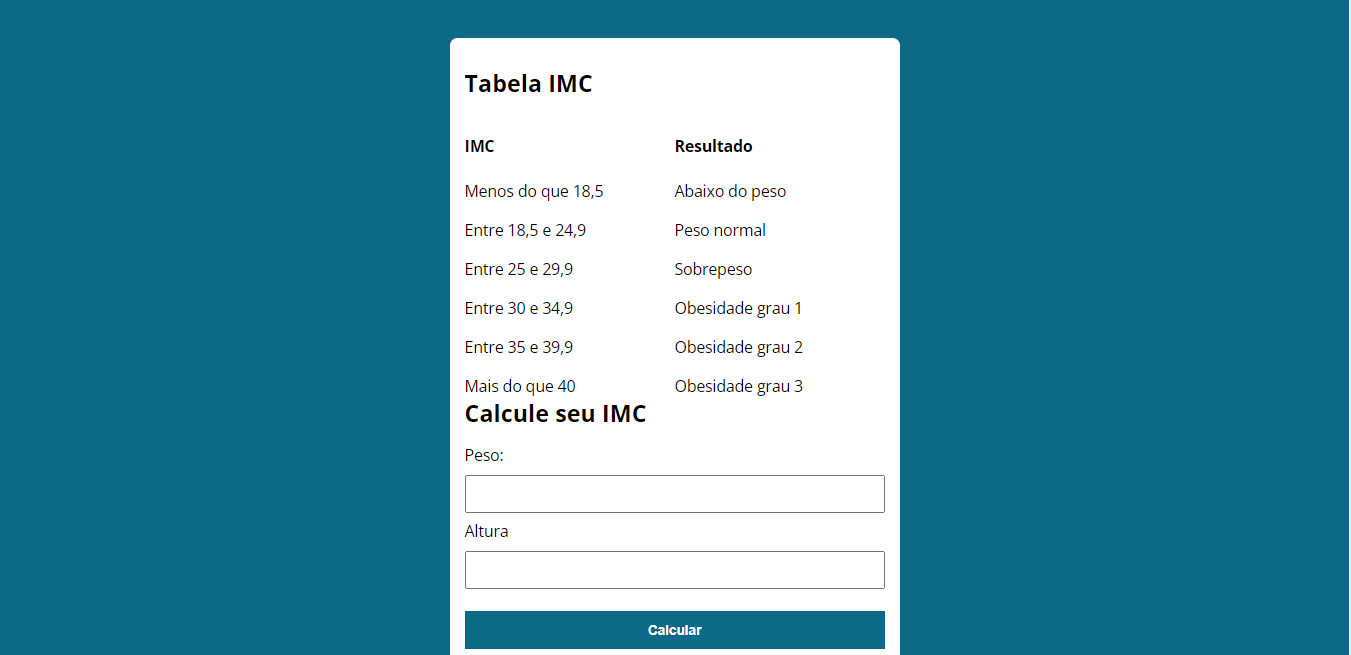 Tabela IMC
IMC Resultado
Menos do que 18,5 Abaixo do peso
Entre 18,5 e 24,9 Peso normal
Entre 25 e 29,9 Sobrepeso
Entre 30 e 34,9 Obesidade grau 1
Entre 35 e 39,9 Obesidade grau 2
Mais do que 40 Obesidade grau 3
Calcule seu IMC
Peso:
Altura
Calcular